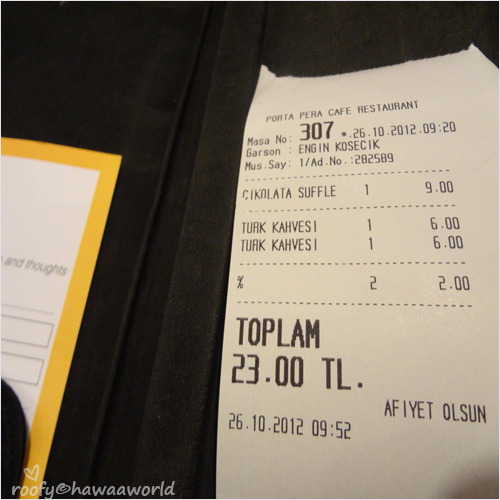 PORTA PERA CAFE RESTAURANT
Masa No: 307 .26.10.2012.09:20
Garson : ENGIN KOSECIK
Mus.Say: 1/Ad.No.:282589
ÇIKOLATA SUFFLE 1 9.00
TURK KAHVESI 1 6.00
TURK KAHVESI 1 6.00
% 2 2.00
TOPLAM
23.00 TL.
AFIYET OLSUN
26.10.2012 09:52
and thoughts
roofy©hawaaworld